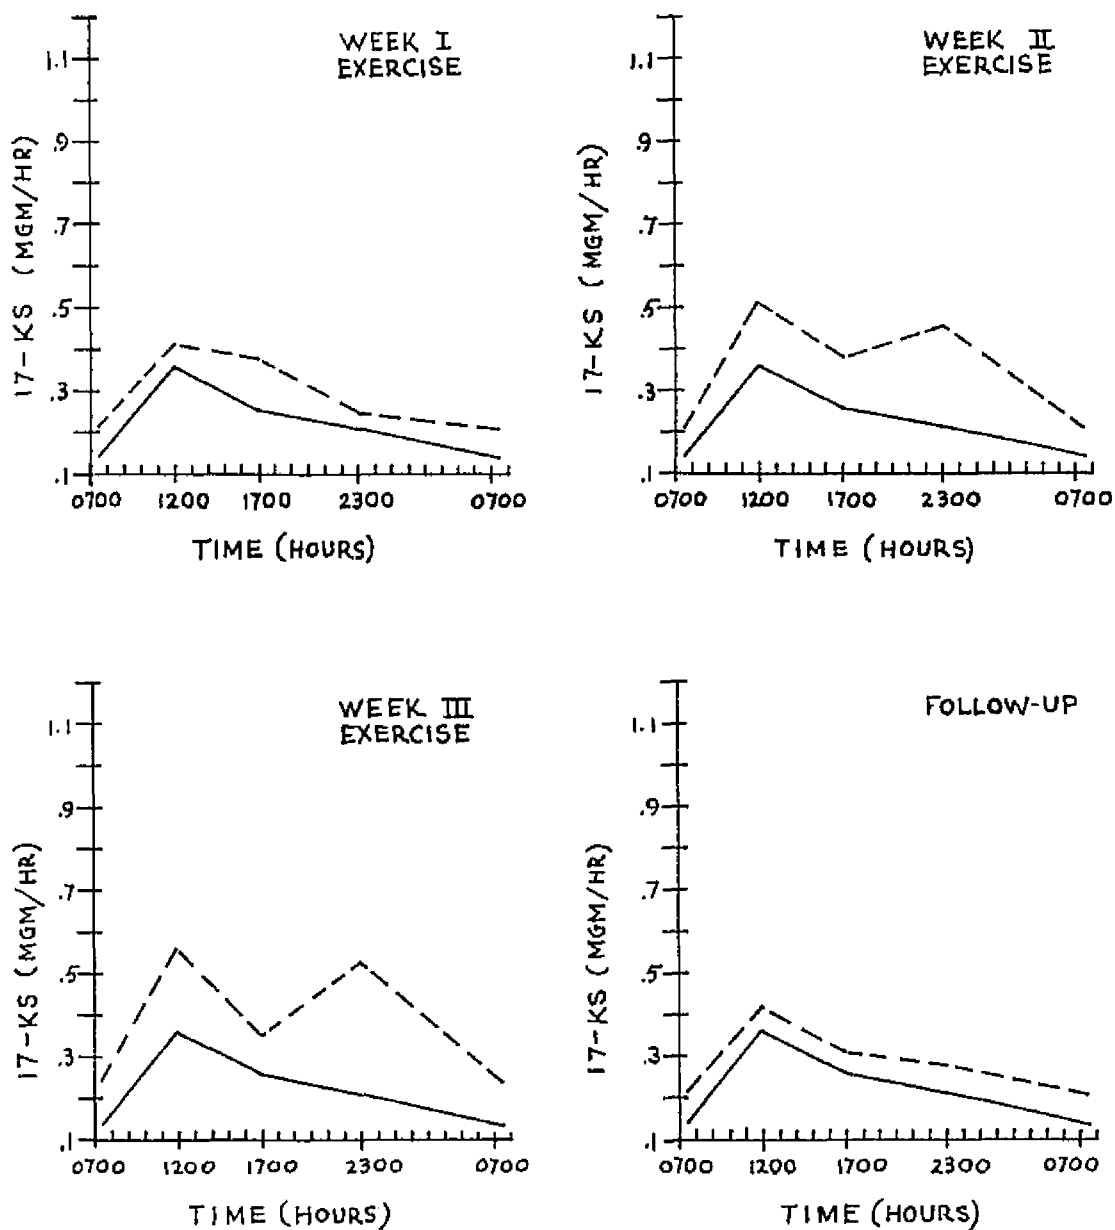 WEEK I
EXERCISE
1.1
.9
.7
.5
.3
.1
17-KS (MGM/HR)
0700 1200 1700 2300 0700
TIME (HOURS)
WEEK II
EXERCISE
1.1
.9
.7
.5
.3
.1
17-KS (MGM/HR)
0700 1200 1700 2300 0700
TIME (HOURS)
WEEK III
EXERCISE
1.1
.9
.7
.5
.3
.1
17-KS (MGM/HR)
0700 1200 1700 2300 0700
TIME (HOURS)
FOLLOW-UP
1.1
.9
.7
.5
.3
.1
17-KS (MGM/HR)
0700 1200 1700 2300 0700
TIME (HOURS)